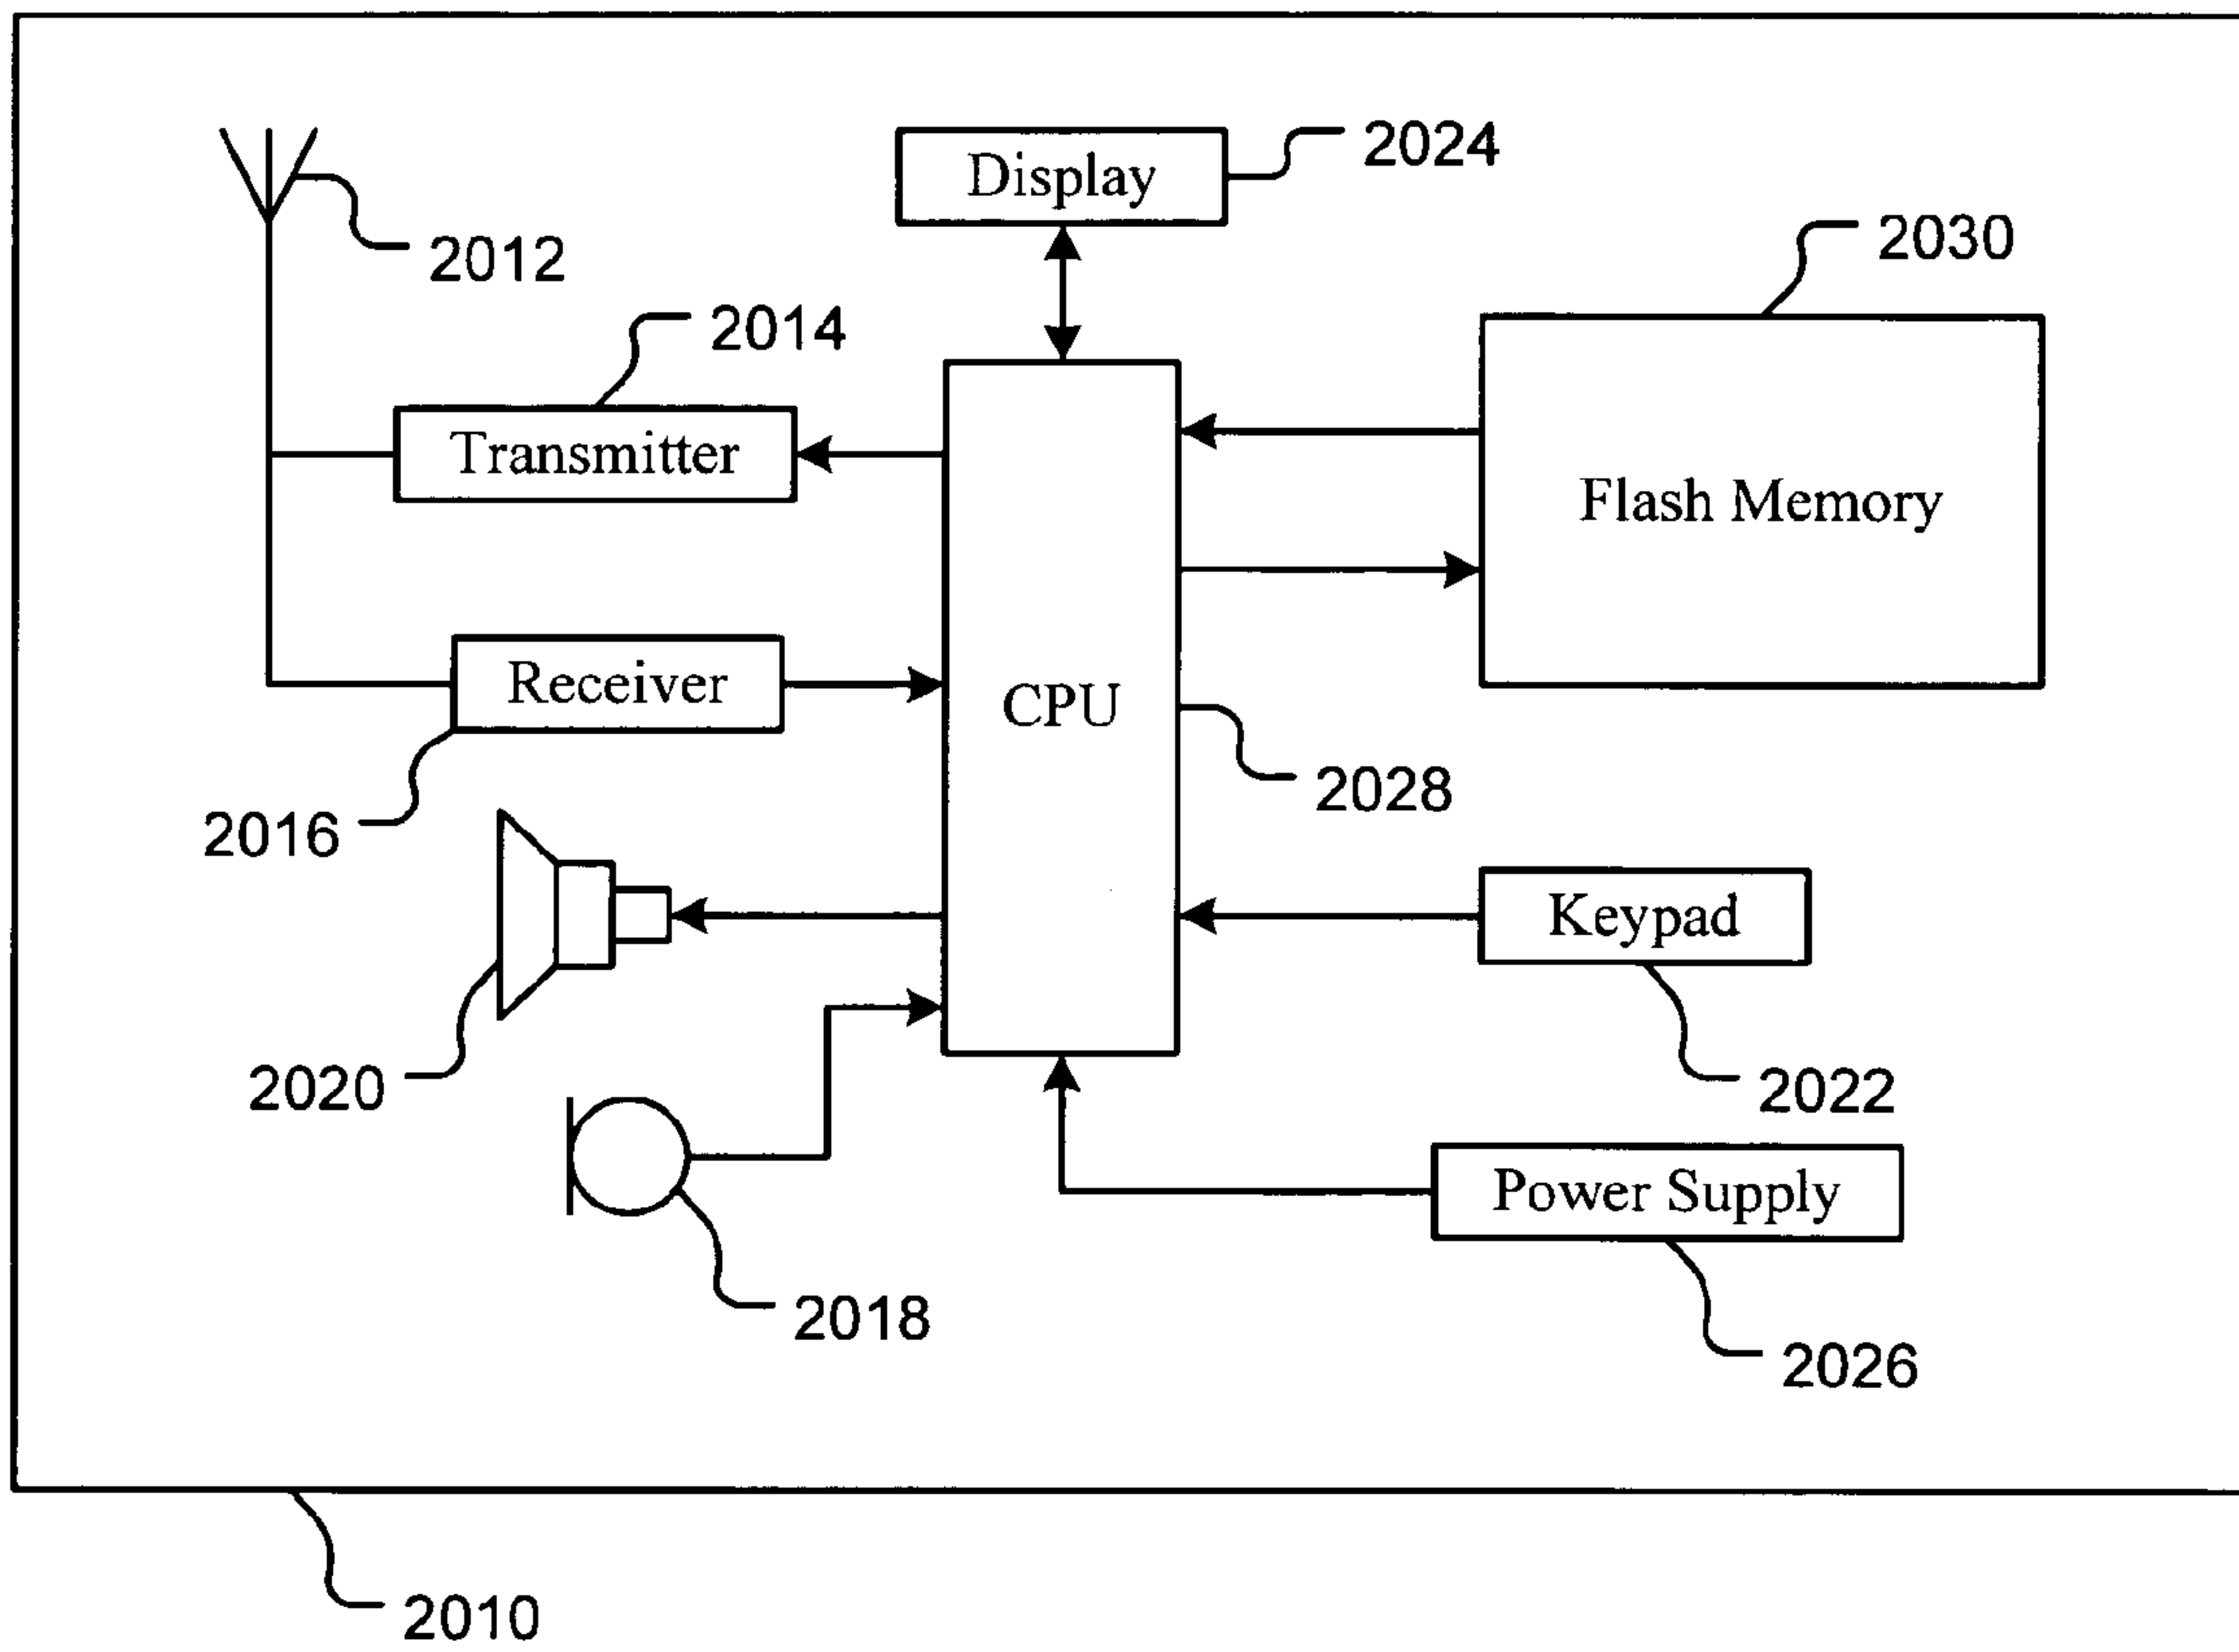 Display
2024
2030
2012
2014
Transmitter
Flash Memory
Receiver
CPU
2028
2016
Keypad
2020
2022
Power Supply
2018
2026
2010